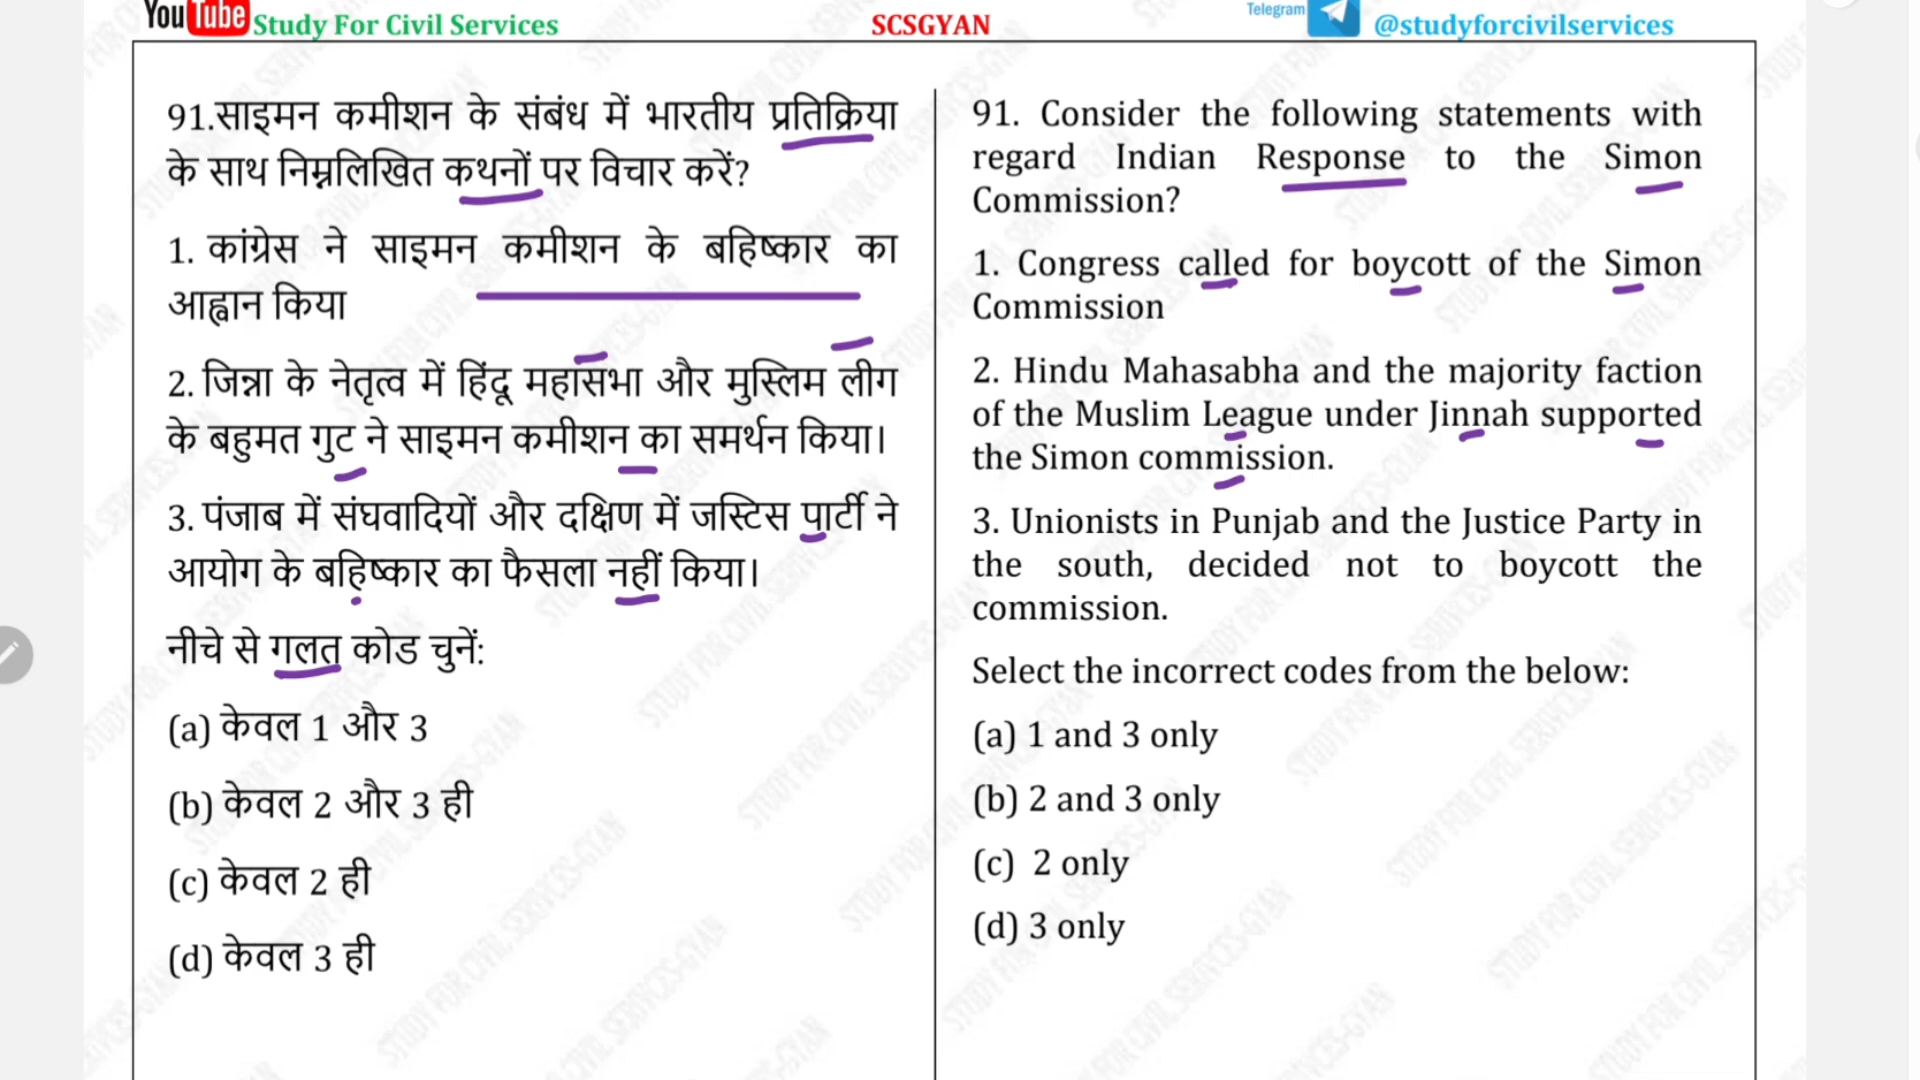 YouTube Study For Civil Services
SCSGYAN
Telegram
@studyforcivilservices
91.साइमन कमीशन के संबंध में भारतीय प्रतिक्रिया
के साथ निम्नलिखित कथनों पर विचार करें?
1. कांग्रेस ने साइमन कमीशन के बहिष्कार का
आह्वान किया
2. जिन्ना के नेतृत्व में हिंदू महासभा और मुस्लिम लीग
के बहुमत गुट ने साइमन कमीशन का समर्थन किया।
3. पंजाब में संघवादियों और दक्षिण में जस्टिस पार्टी ने
आयोग के बहिष्कार का फैसला नहीं किया।
नीचे से गलत कोड चुनें:
(a) केवल 1 और 3
(b) केवल 2 और 3 ही
(c) केवल 2 ही
(d) केवल 3 ही
91. Consider the following statements with
regard Indian Response to the Simon
Commission?
1. Congress called for boycott of the Simon
Commission
2. Hindu Mahasabha and the majority faction
of the Muslim League under Jinnah supported
the Simon commission.
3. Unionists in Punjab and the Justice Party in
the south, decided not to boycott the
commission.
Select the incorrect codes from the below:
(a) 1 and 3 only
(b) 2 and 3 only
(c) 2 only
(d) 3 only